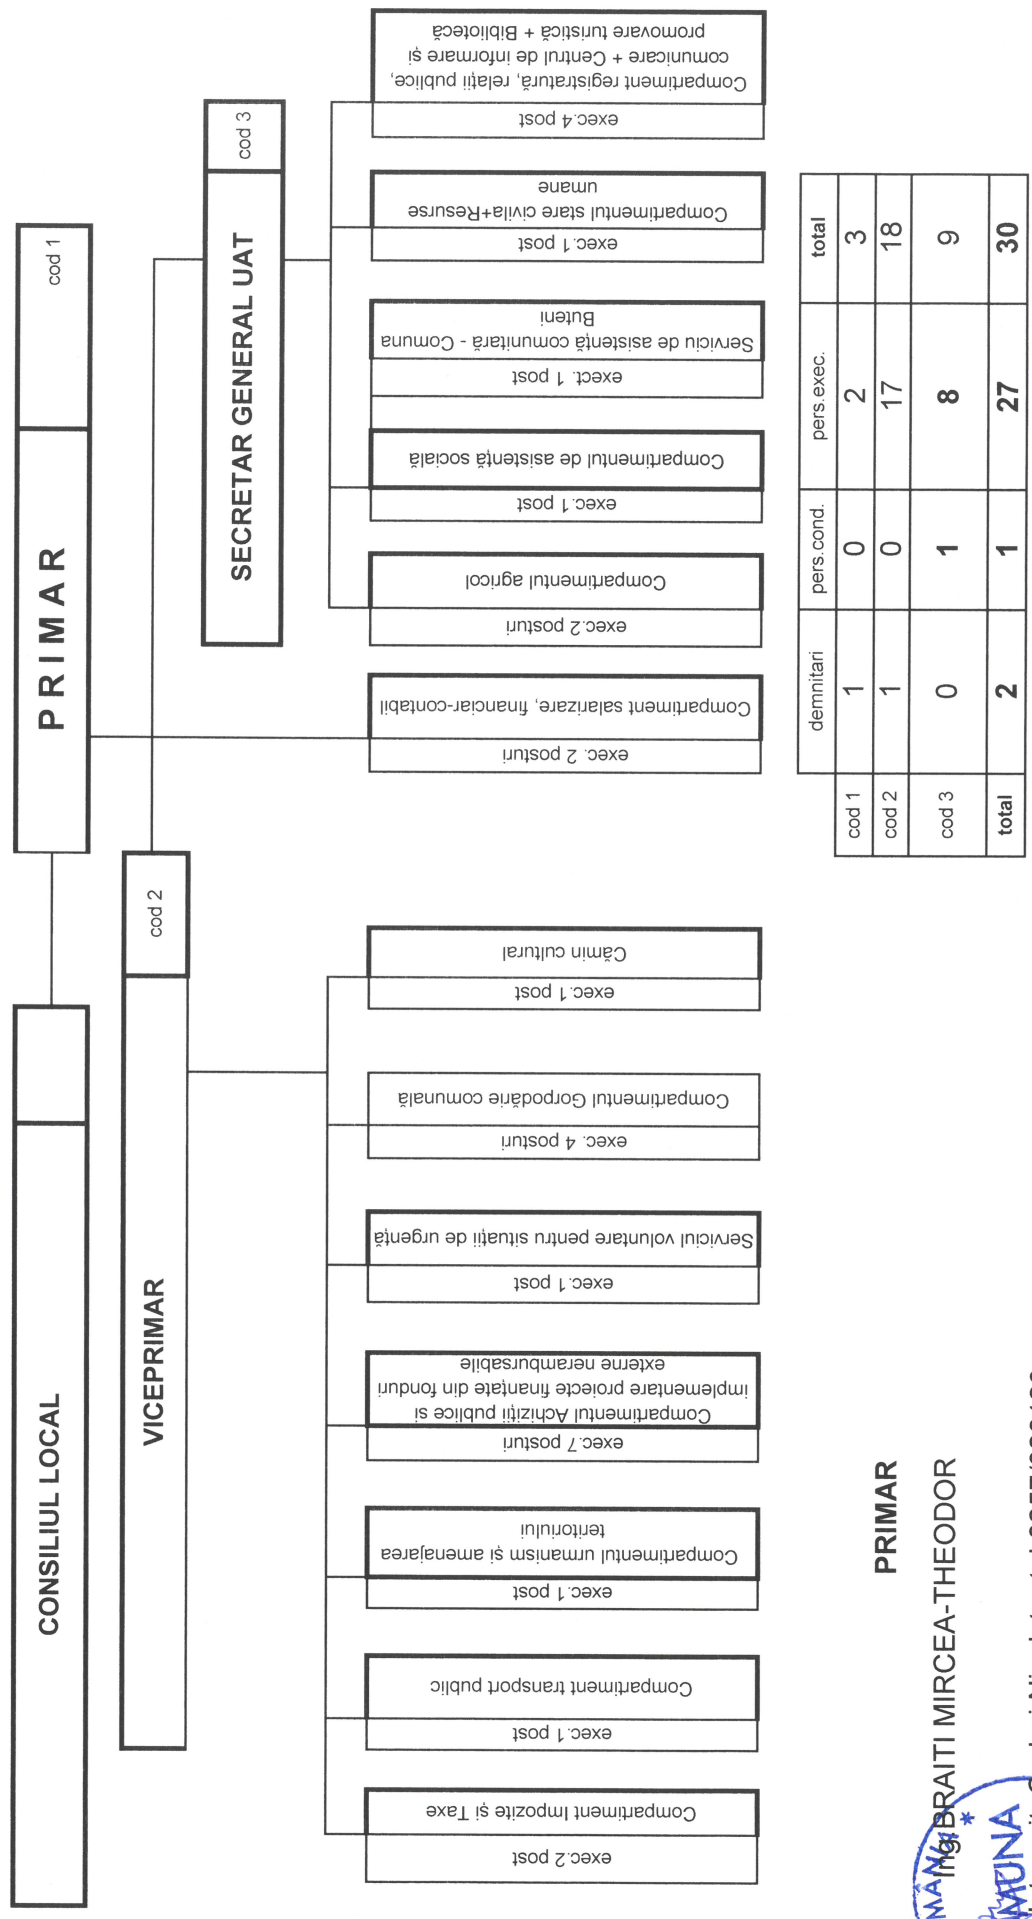 CONSILIUL LOCAL
PRIMAR
cod 1
VICEPRIMAR
cod 2
SECRETAR GENERAL UAT
cod 3
exec.2 post
Compartiment Impozite și Taxe
exec.1 post
Compartiment transport public
exec.1 post
Compartimentul urmanism și amenajarea
teritoriului
exec.7 posturi
Compartimentul Achiziții publice si
implementare proiecte finanțate din fonduri
externe nerambursabile
exec.1 post
Serviciul voluntare pentru situații de urgență
exec. 4 posturi
Compartimentul Gorpodărie comunală
exec.1 post
Cămin cultural
exec. 2 posturi
Compartiment salarizare, financiar-contabil
exec.2 posturi
Compartimentul agricol
exec.1 post
Compartimentul de asistență socială
exect. 1 post
Serviciu de asistență comunitară - Comuna
Buteni
exec.1 post
Compartimentul stare civila+Resurse
umane
exec.4 post
Compartiment registratură, relații publice,
comunicare + Centrul de informare și
promovare turistică + Bibliotecă
demnitari pers.cond. pers.exec. total
cod 1 1 0 2 3
cod 2 1 0 17 18
cod 3 0 1 8 9
total 2 1 27 30
PRIMAR
Ing.BRAITI MIRCEA-THEODOR